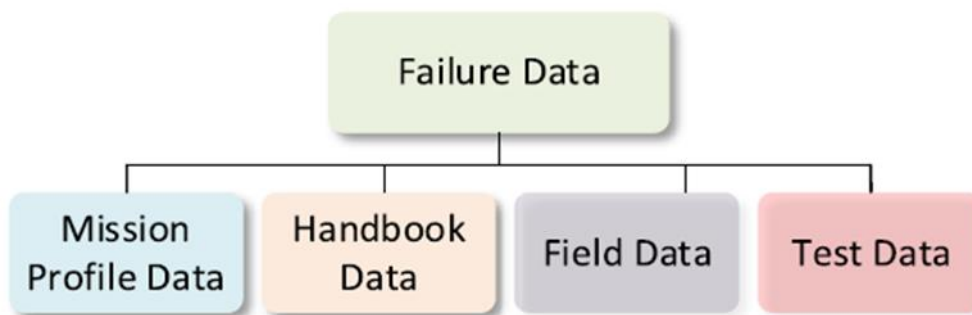 Failure Data
Mission
Profile Data
Handbook
Data
Field Data
Test Data